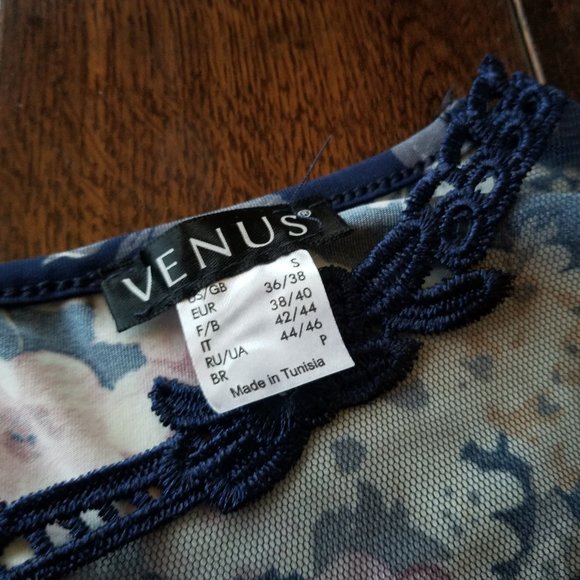 VENUS®
US/GB S
EUR 36/38
F/B 38/40
IT 42/44
RU/UA 44/46
BR P
Made in Tunisia